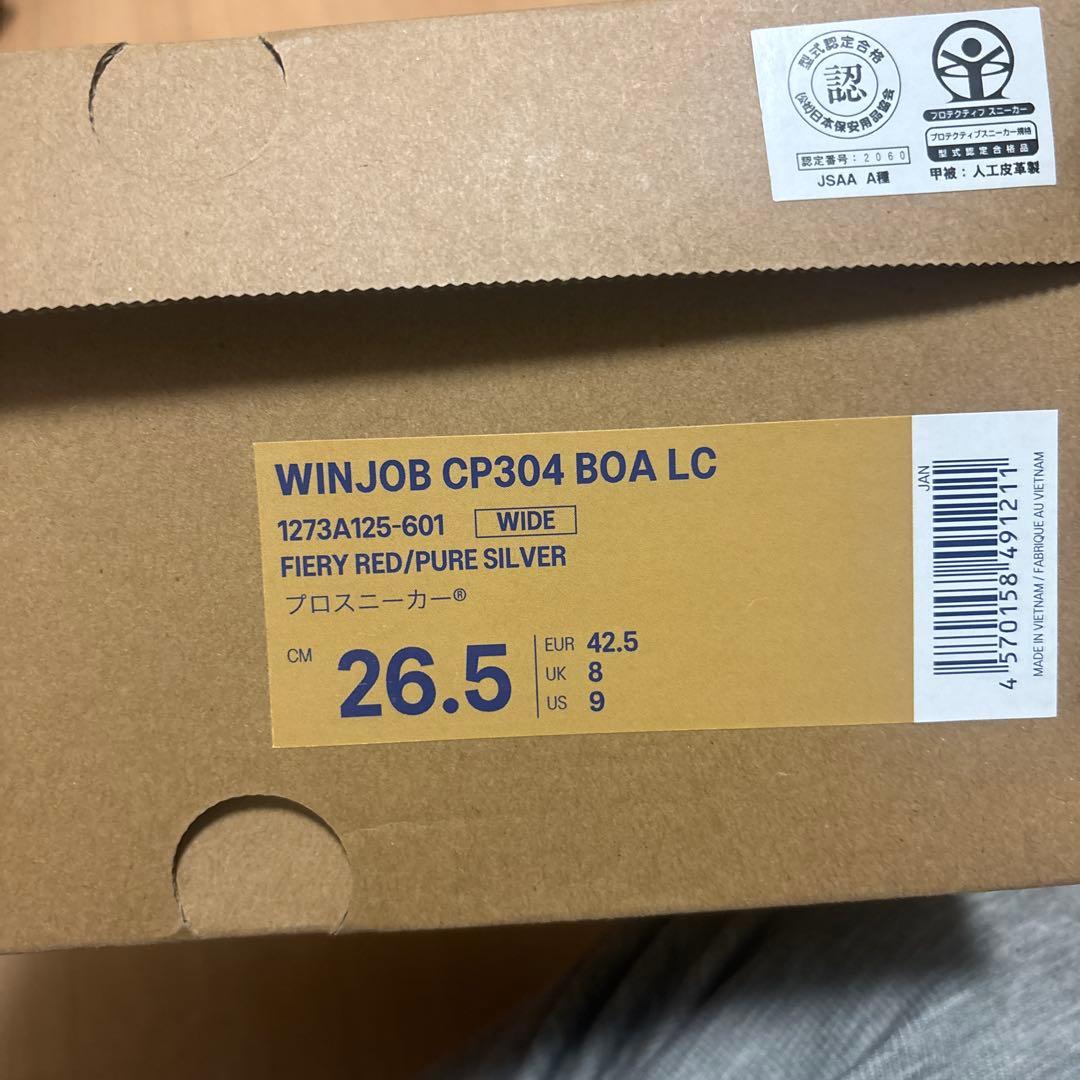 型式認定合格
認
(公社)日本保安用品協会
認定番号:2060
JSAA A種
プロテクティブ スニーカー
プロテクティブスニーカー規格
型式認定合格品
甲被:人工皮革製
WINJOB CP304 BOA LC
1273A125-601 WIDE
FIERY RED/PURE SILVER
プロスニーカー®
CM 26.5
EUR 42.5
UK 8
US 9
JAN
4 570158 491211
MADE IN VIETNAM / FABRIQUE AU VIETNAM